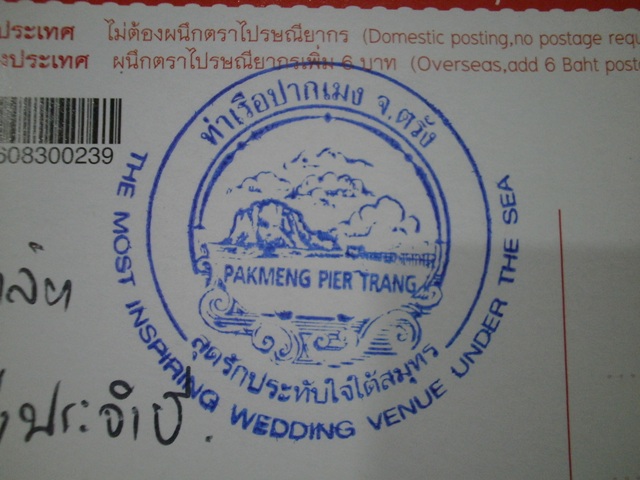 ประเทศ ไม่ต้องผนึกตราไปรษณียากร (Domestic posting,no postage requ
งประเทศ ผนึกตราไปรษณียากรเพิ่ม 6 บาท (Overseas,add 6 Baht posta
608300239
ท่าเรือปากเมง จ.ตรัง
PAKMENG PIER TRANG
สุดรักประทับใจใต้สมุทร
THE MOST INSPIRING WEDDING VENUE UNDER THE SEA